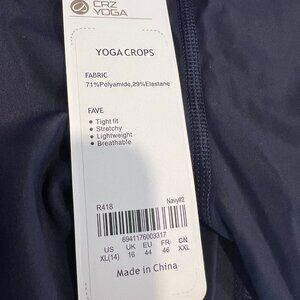 CRZ
YOGA
YOGA CROPS
FABRIC
71%Polyamide,29%Elastane
FAVE
• Tight fit
• Stretchy
• Lightweight
• Breathable
R418 Navy#2
6941176003317
US UK EU FR CN
XL(14) 16 44 46 XXL
Made in China